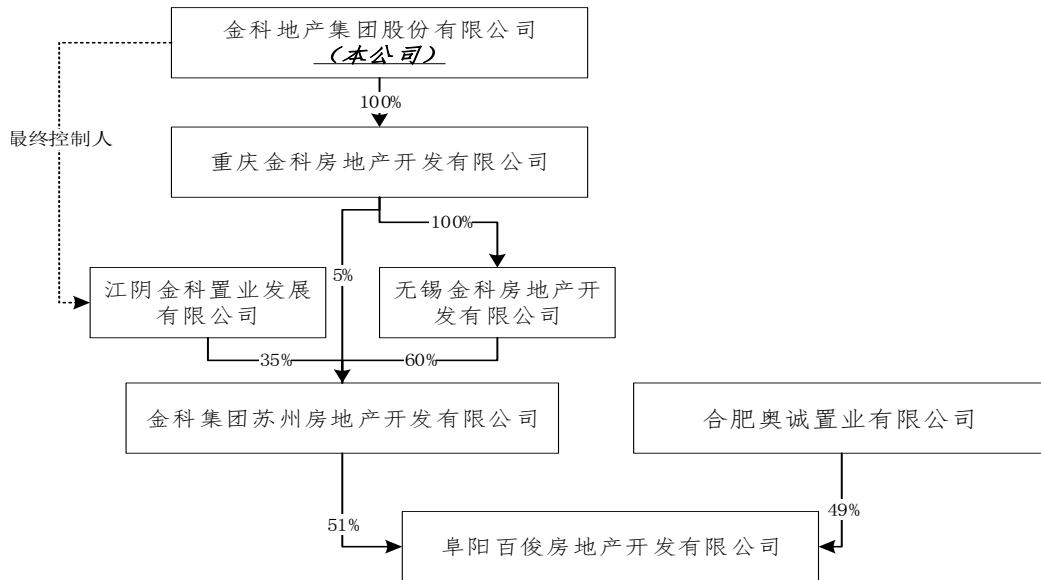 金科地产集团股份有限公司
（本公司）
100%
最终控制人
重庆金科房地产开发有限公司
100%
5%
江阴金科置业发展
有限公司
无锡金科房地产开
发有限公司
35%
60%
金科集团苏州房地产开发有限公司
合肥奥诚置业有限公司
51%
49%
阜阳百俊房地产开发有限公司